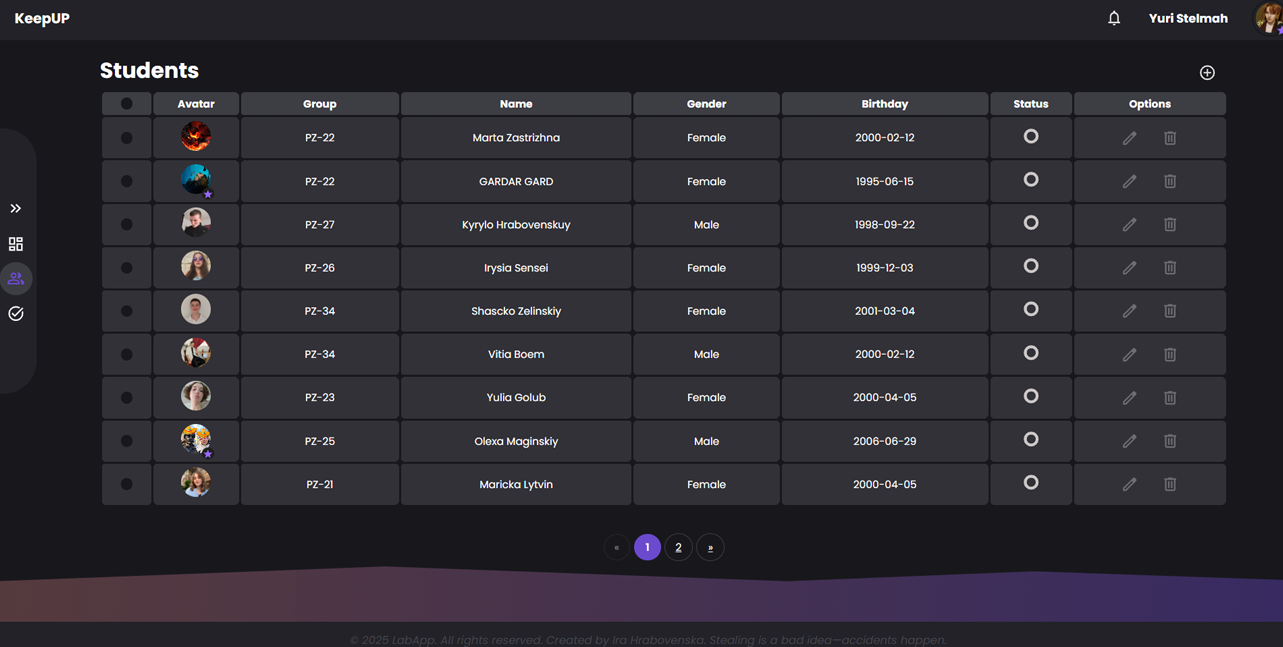 KeepUP
Yuri Stelmah
Students
Avatar Group Name Gender Birthday Status Options
PZ-22 Marta Zastrizhna Female 2000-02-12
PZ-22 GARDAR GARD Female 1995-06-15
PZ-27 Kyrylo Hrabovenskuy Male 1998-09-22
PZ-26 Irysia Sensei Female 1999-12-03
PZ-34 Shascko Zelinskiy Female 2001-03-04
PZ-34 Vitia Boem Male 2000-02-12
PZ-23 Yulia Golub Female 2000-04-05
PZ-25 Olexa Maginskiy Male 2006-06-29
PZ-21 Maricka Lytvin Female 2000-04-05
« 1 2 »
© 2025 LabApp. All rights reserved. Created by Ira Hrabovenska. Stealing is a bad idea—accidents happen.